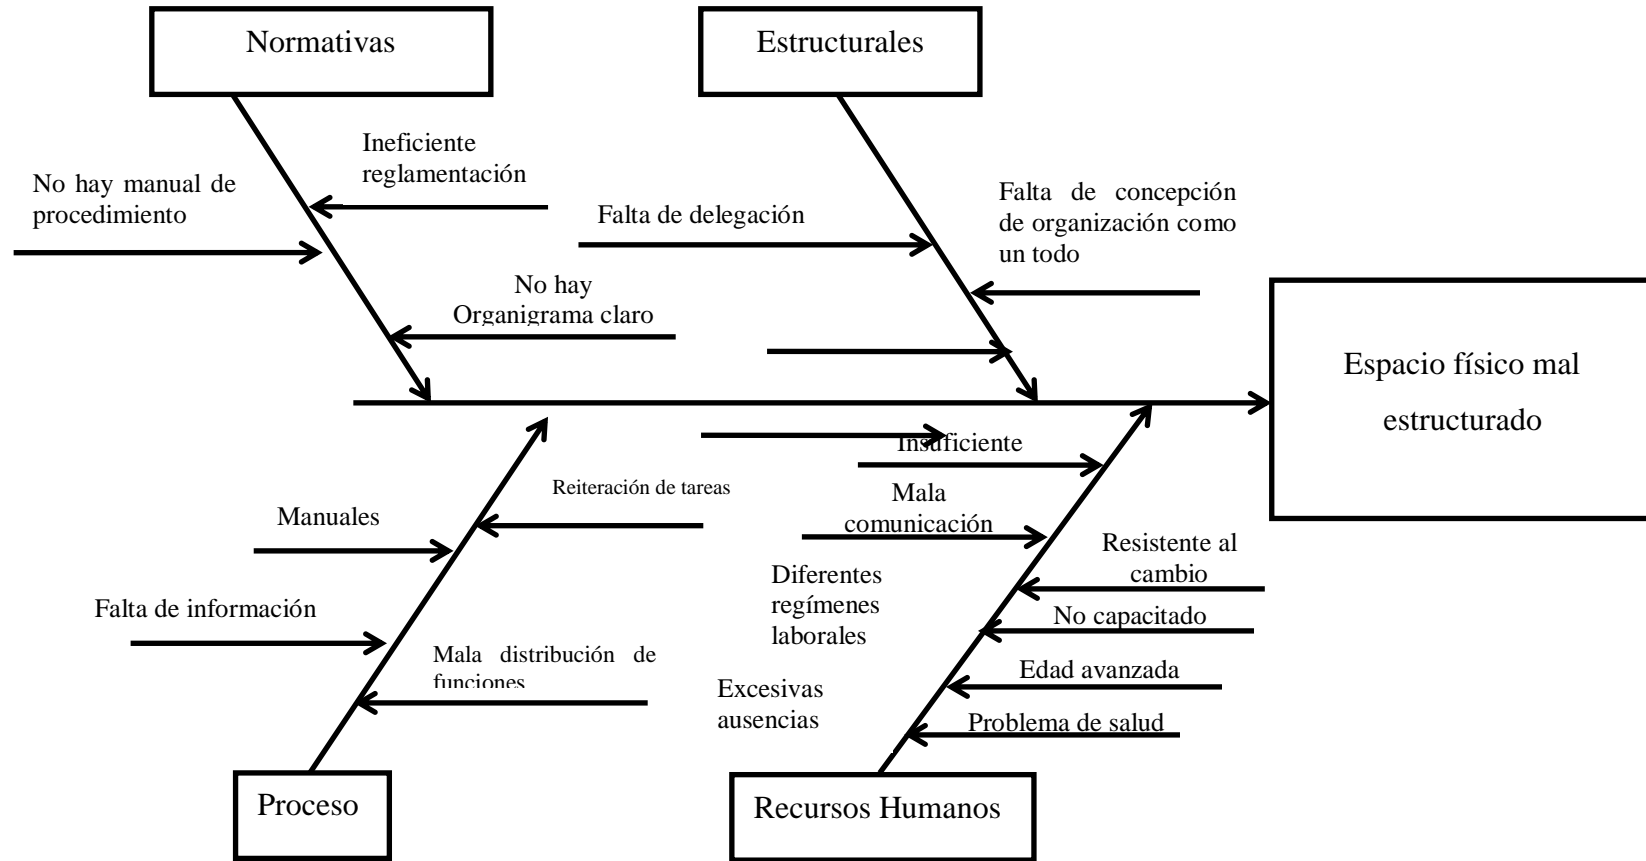 Normativas
Estructurales
Ineficiente
reglamentación
No hay manual de
procedimiento
Falta de concepción
de organización como
un todo
Falta de delegación
No hay
Organigrama claro
Espacio físico mal
estructurado
Insuficiente
Reiteración de tareas
Mala
comunicación
Manuales
Resistente al
cambio
Diferentes
regímenes
laborales
Falta de información
No capacitado
Mala distribución de
funciones
Edad avanzada
Excesivas
ausencias
Problema de salud
Proceso
Recursos Humanos